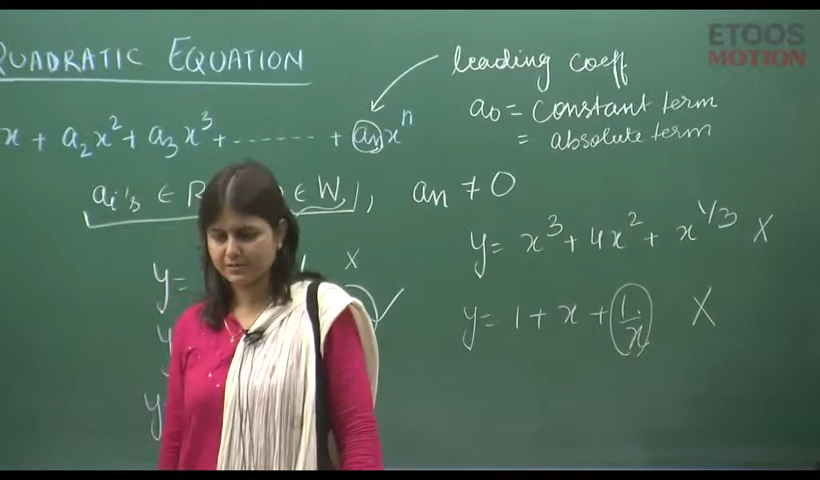 QUADRATIC EQUATION
ETOOS
MOTION
leading coeff
a₀ = constant term
= absolute term
x + a₂x² + a₃x³ + ........ + aₙxⁿ
aᵢ's ∈ R ∈ W, aₙ ≠ 0
y = x³ + 4x² + x^1/3 X
y = X
y = 1 + x + 1/x X
y
y